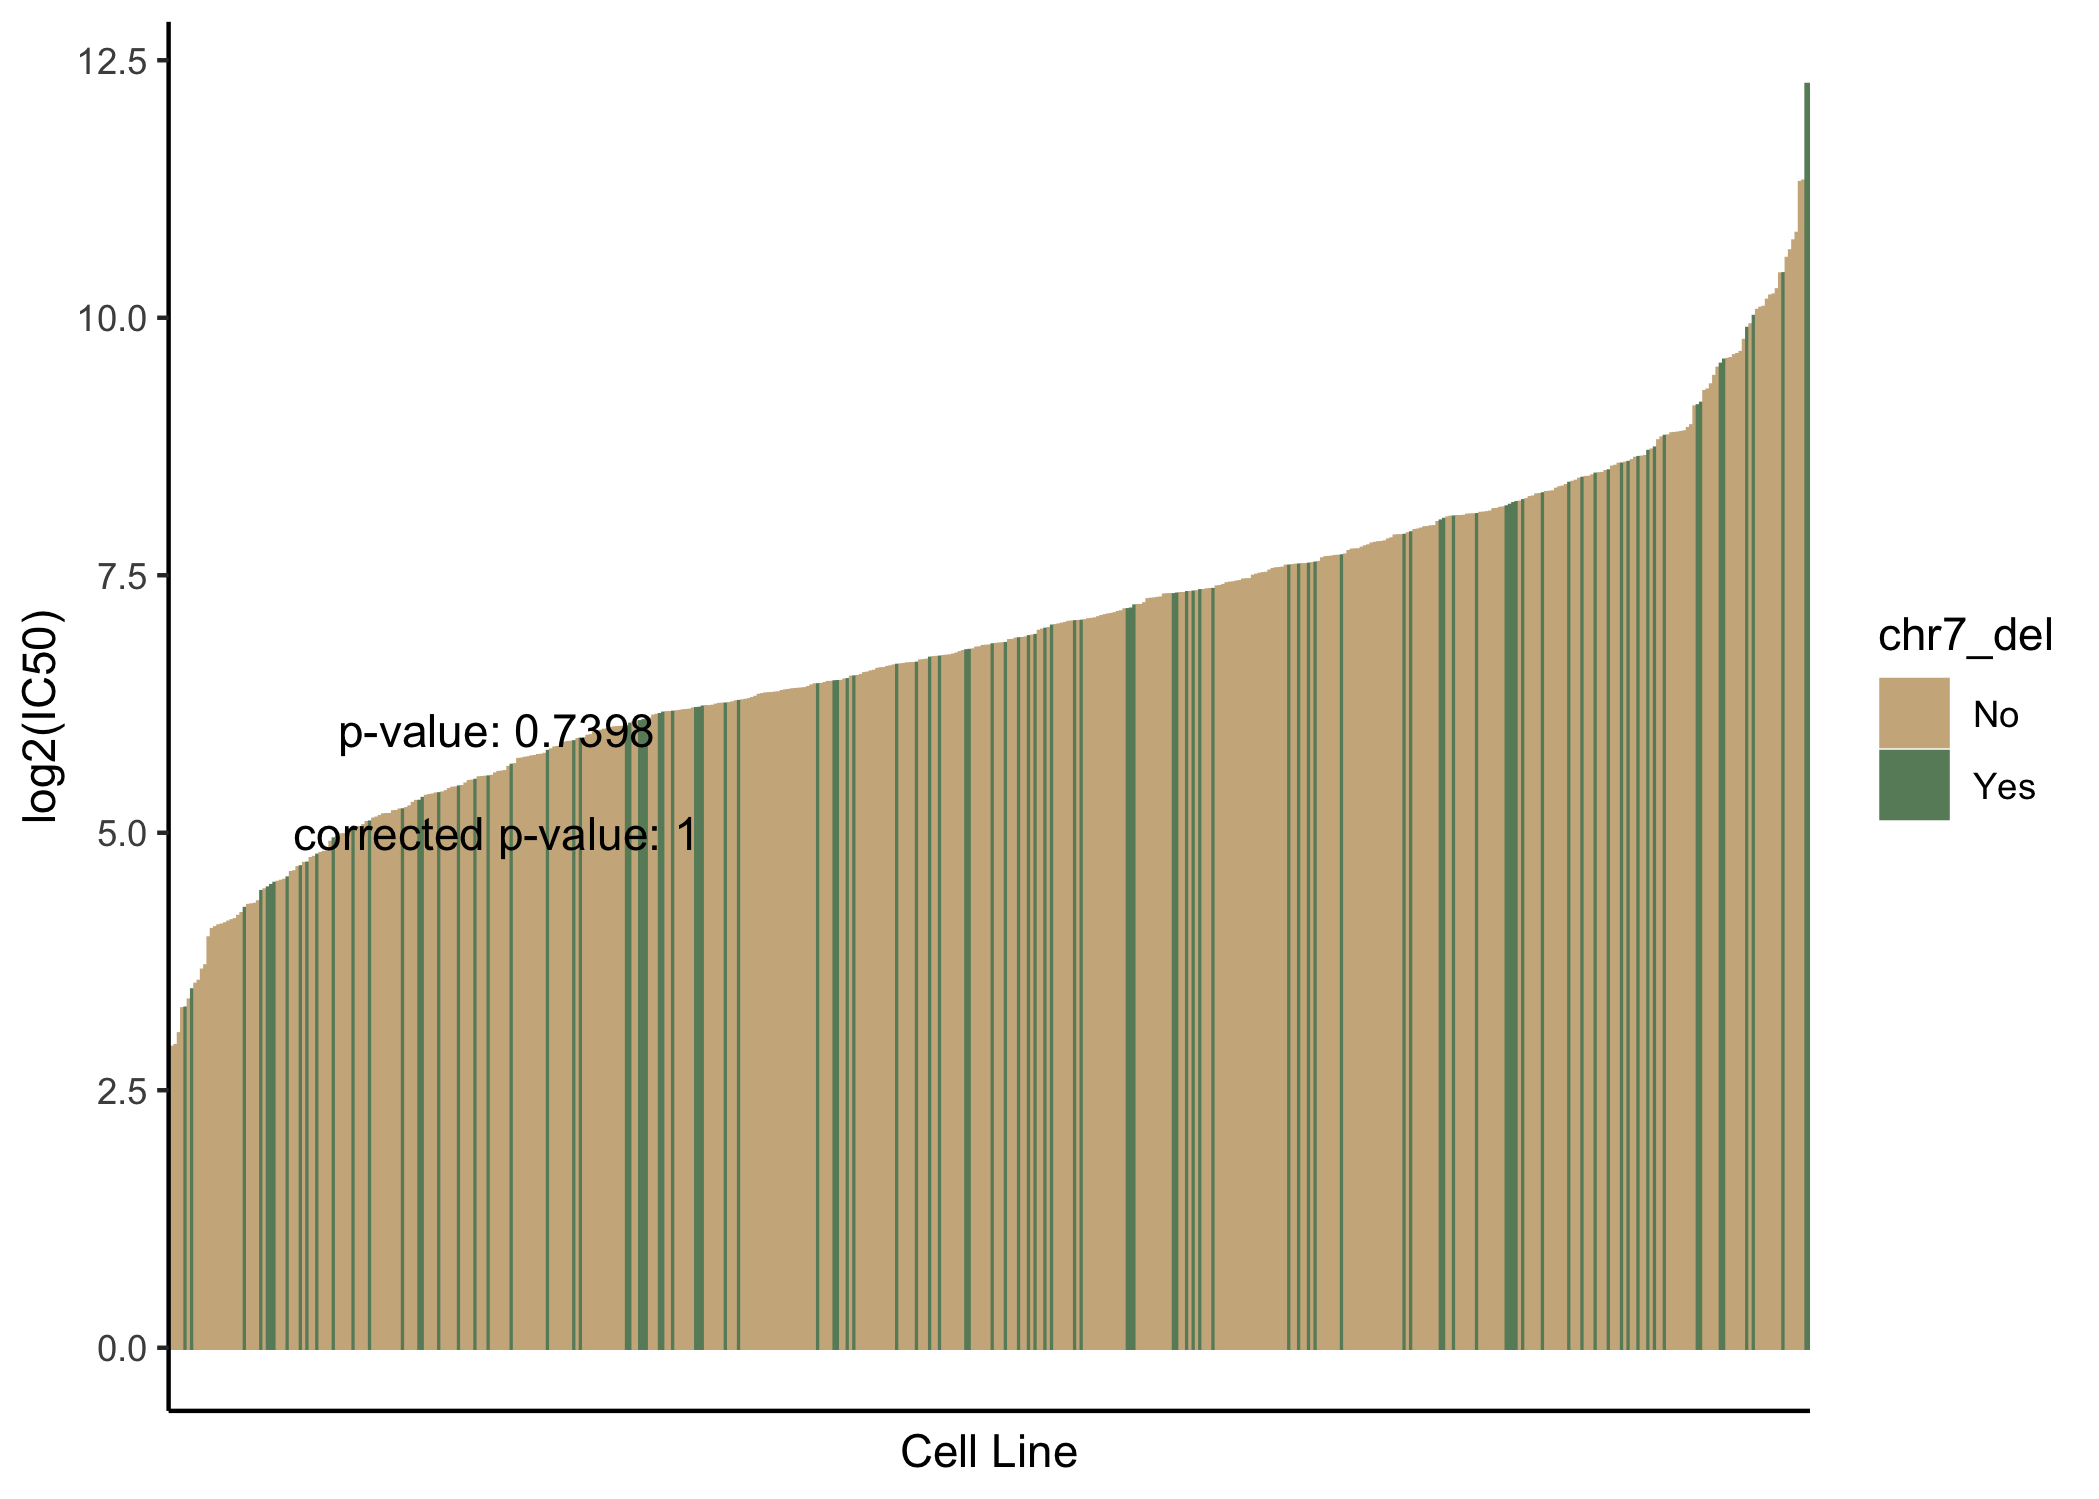 12.5
10.0
7.5
5.0
2.5
0.0
log2(IC50)
p-value: 0.7398
corrected p-value: 1
Cell Line
chr7_del
No
Yes